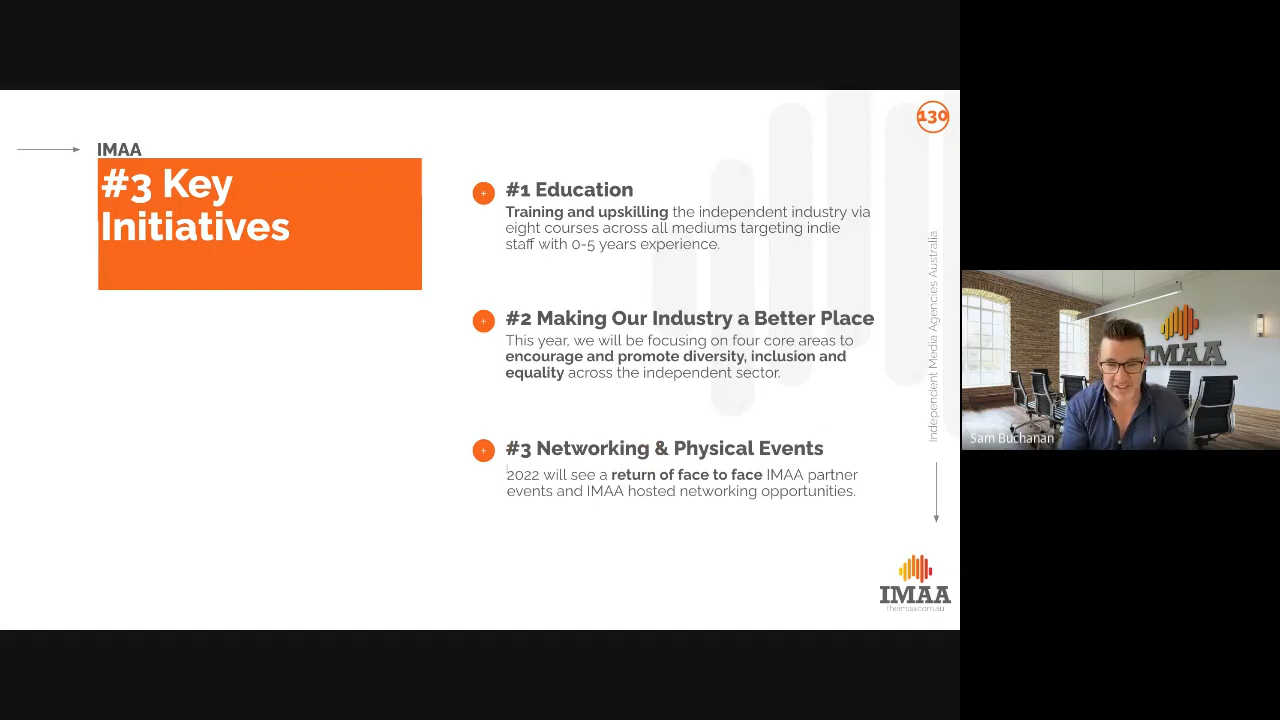 130
IMAA
#3 Key
Initiatives
#1 Education
Training and upskilling the independent industry via
eight courses across all mediums targeting indie
staff with 0-5 years experience.
#2 Making Our Industry a Better Place
This year, we will be focusing on four core areas to
encourage and promote diversity, inclusion and
equality across the independent sector.
#3 Networking & Physical Events
2022 will see a return of face to face IMAA partner
events and IMAA hosted networking opportunities.
Independent Media Agencies Australia
IMAA
theimaa.com.au
IMAA
Sam Buchanan